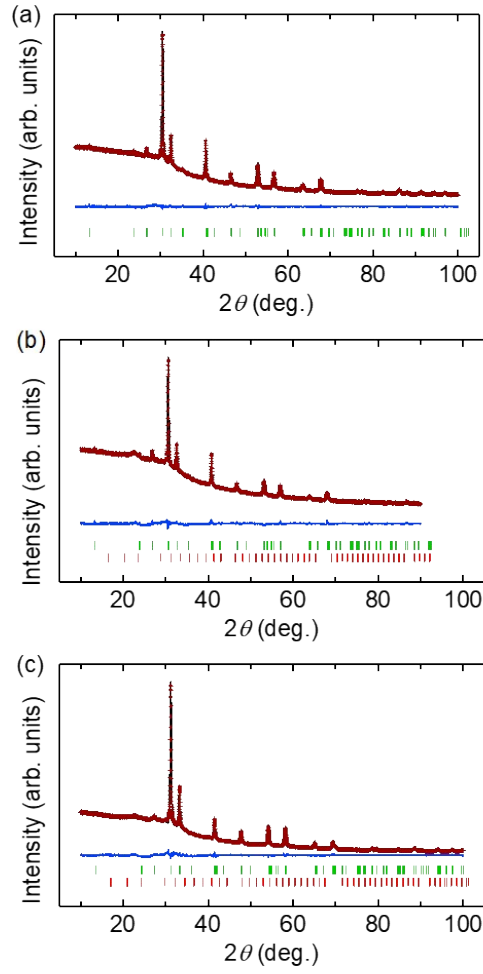 (a)
Intensity (arb. units)
20 40 60 80 100
2θ (deg.)
(b)
Intensity (arb. units)
20 40 60 80 100
2θ (deg.)
(c)
Intensity (arb. units)
20 40 60 80 100
2θ (deg.)